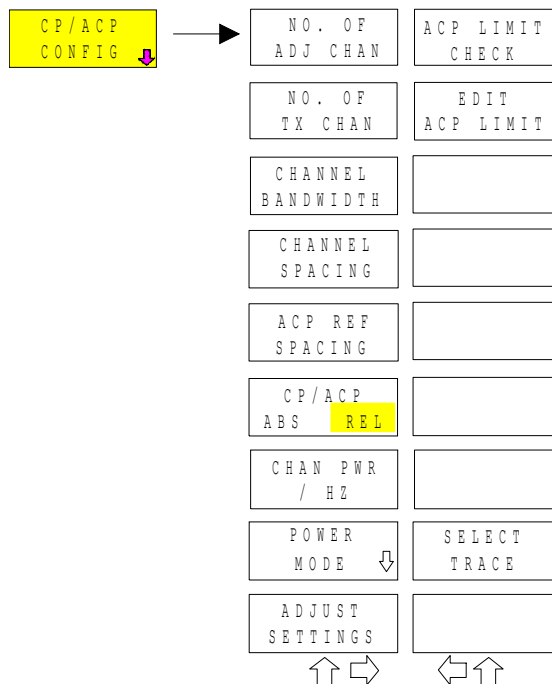 CP/ACP
CONFIG
NO. OF
ADJ CHAN
NO. OF
TX CHAN
CHANNEL
BANDWIDTH
CHANNEL
SPACING
ACP REF
SPACING
CP/ACP
ABS REL
CHAN PWR
/ HZ
POWER
MODE
ADJUST
SETTINGS
ACP LIMIT
CHECK
EDIT
ACP LIMIT
SELECT
TRACE